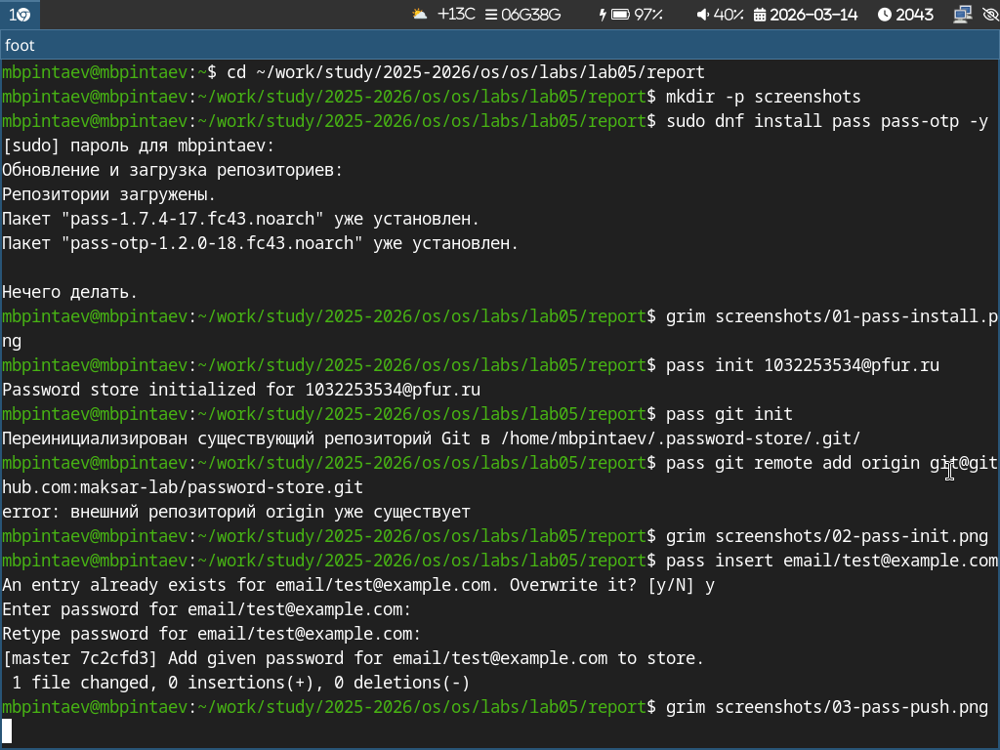 1
+13C 06G38G 97% 40% 2026-03-14 2043
foot
mbpintaev@mbpintaev:~$ cd ~/work/study/2025-2026/os/os/labs/lab05/report
mbpintaev@mbpintaev:~/work/study/2025-2026/os/os/labs/lab05/report$ mkdir -p screenshots
mbpintaev@mbpintaev:~/work/study/2025-2026/os/os/labs/lab05/report$ sudo dnf install pass pass-otp -y
[sudo] пароль для mbpintaev:
Обновление и загрузка репозиториев:
Репозитории загружены.
Пакет "pass-1.7.4-17.fc43.noarch" уже установлен.
Пакет "pass-otp-1.2.0-18.fc43.noarch" уже установлен.
Нечего делать.
mbpintaev@mbpintaev:~/work/study/2025-2026/os/os/labs/lab05/report$ grim screenshots/01-pass-install.p
ng
mbpintaev@mbpintaev:~/work/study/2025-2026/os/os/labs/lab05/report$ pass init 1032253534@pfur.ru
Password store initialized for 1032253534@pfur.ru
mbpintaev@mbpintaev:~/work/study/2025-2026/os/os/labs/lab05/report$ pass git init
Переинициализирован существующий репозиторий Git в /home/mbpintaev/.password-store/.git/
mbpintaev@mbpintaev:~/work/study/2025-2026/os/os/labs/lab05/report$ pass git remote add origin git@git
hub.com:maksar-lab/password-store.git
error: внешний репозиторий origin уже существует
mbpintaev@mbpintaev:~/work/study/2025-2026/os/os/labs/lab05/report$ grim screenshots/02-pass-init.png
mbpintaev@mbpintaev:~/work/study/2025-2026/os/os/labs/lab05/report$ pass insert email/test@example.com
An entry already exists for email/test@example.com. Overwrite it? [y/N] y
Enter password for email/test@example.com:
Retype password for email/test@example.com:
[master 7c2cfd3] Add given password for email/test@example.com to store.
 1 file changed, 0 insertions(+), 0 deletions(-)
mbpintaev@mbpintaev:~/work/study/2025-2026/os/os/labs/lab05/report$ grim screenshots/03-pass-push.png